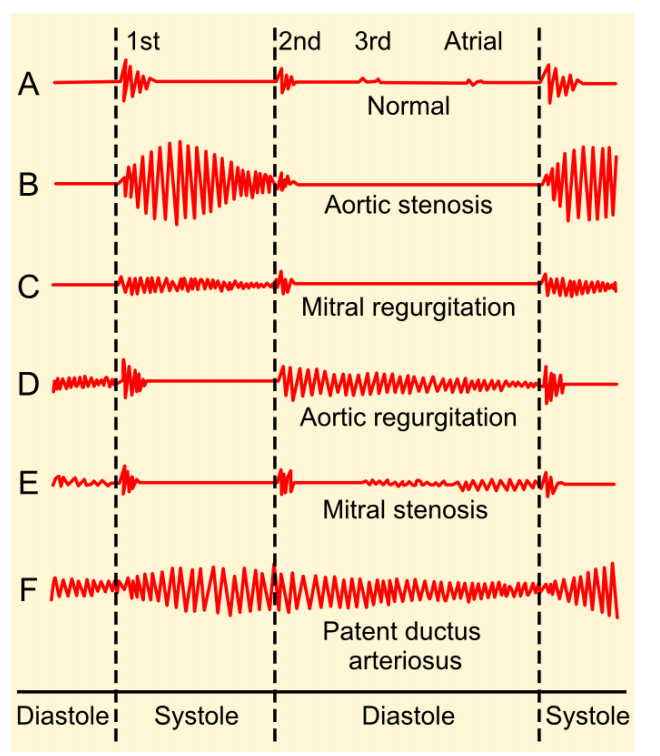 1st 2nd 3rd Atrial
A
Normal
B
Aortic stenosis
C
Mitral regurgitation
D
Aortic regurgitation
E
Mitral stenosis
F
Patent ductus
arteriosus
Diastole Systole Diastole Systole